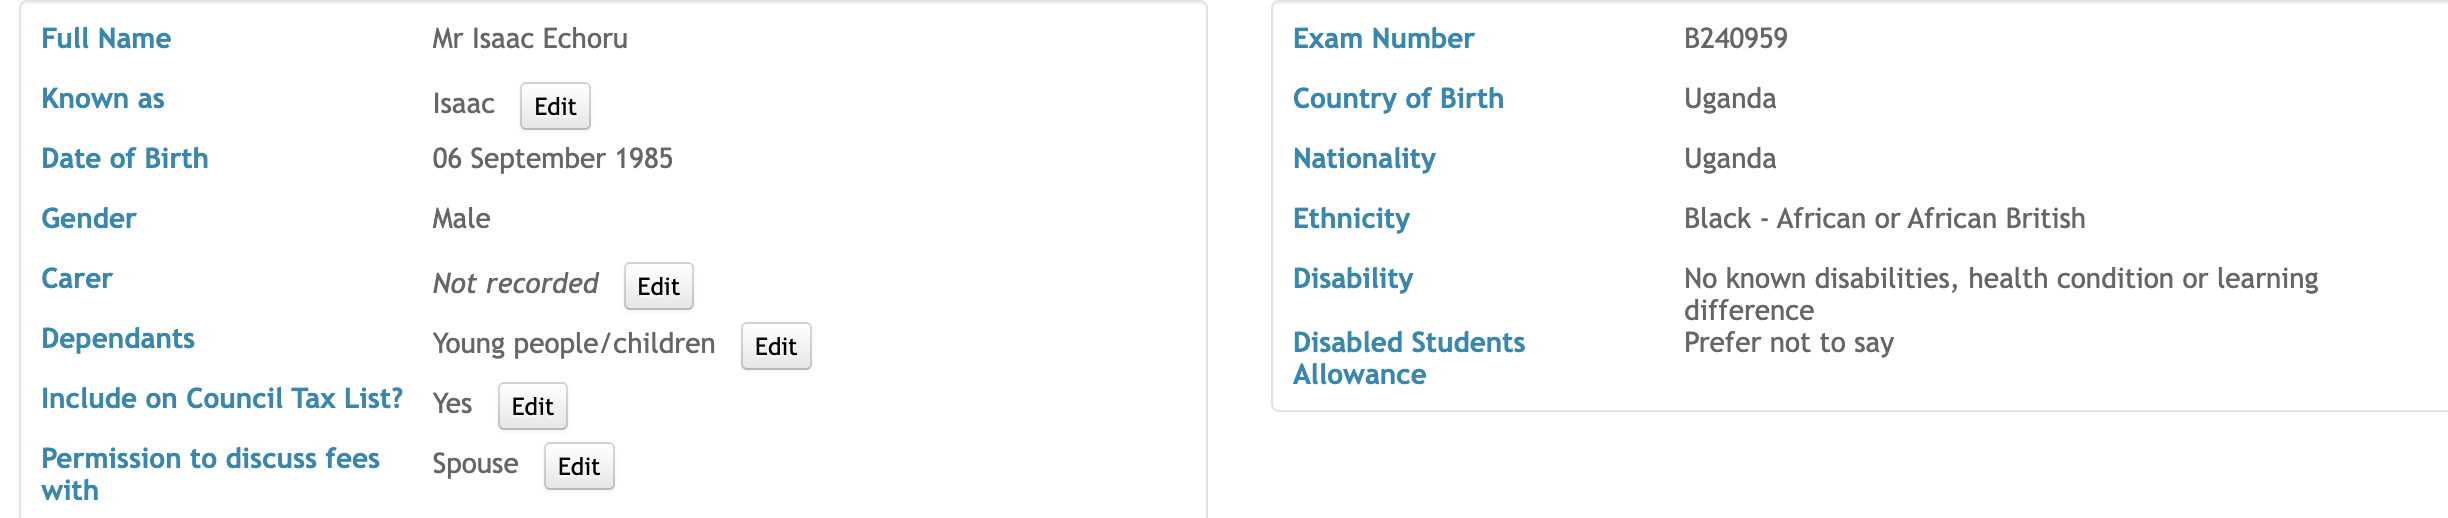 Full Name Mr Isaac Echoru
Known as Isaac Edit
Date of Birth 06 September 1985
Gender Male
Carer Not recorded Edit
Dependants Young people/children Edit
Include on Council Tax List? Yes Edit
Permission to discuss fees Spouse Edit
with
Exam Number B240959
Country of Birth Uganda
Nationality Uganda
Ethnicity Black - African or African British
Disability No known disabilities, health condition or learning
difference
Disabled Students Prefer not to say
Allowance